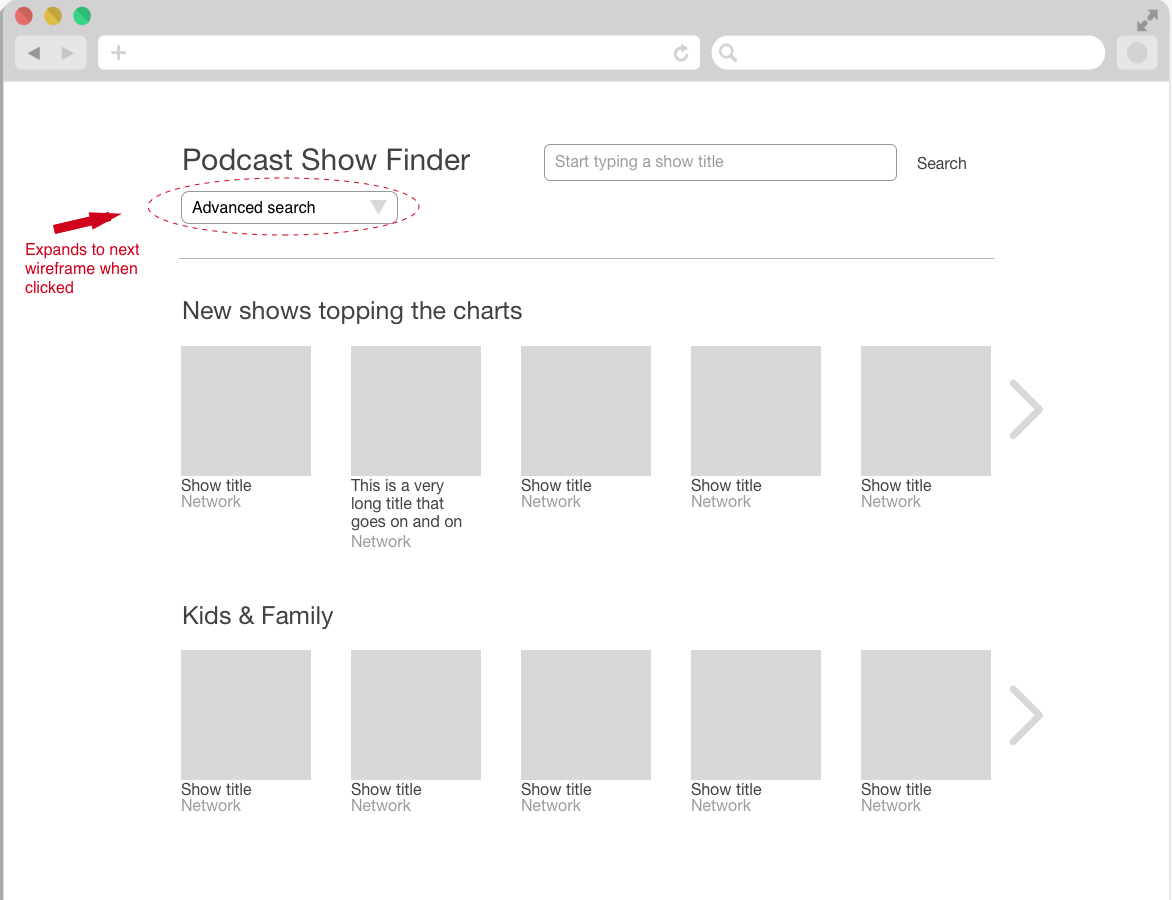 Podcast Show Finder
Start typing a show title
Search
Advanced search
Expands to next
wireframe when
clicked
New shows topping the charts
Show title
Network
This is a very
long title that
goes on and on
Network
Show title
Network
Show title
Network
Show title
Network
Kids & Family
Show title
Network
Show title
Network
Show title
Network
Show title
Network
Show title
Network